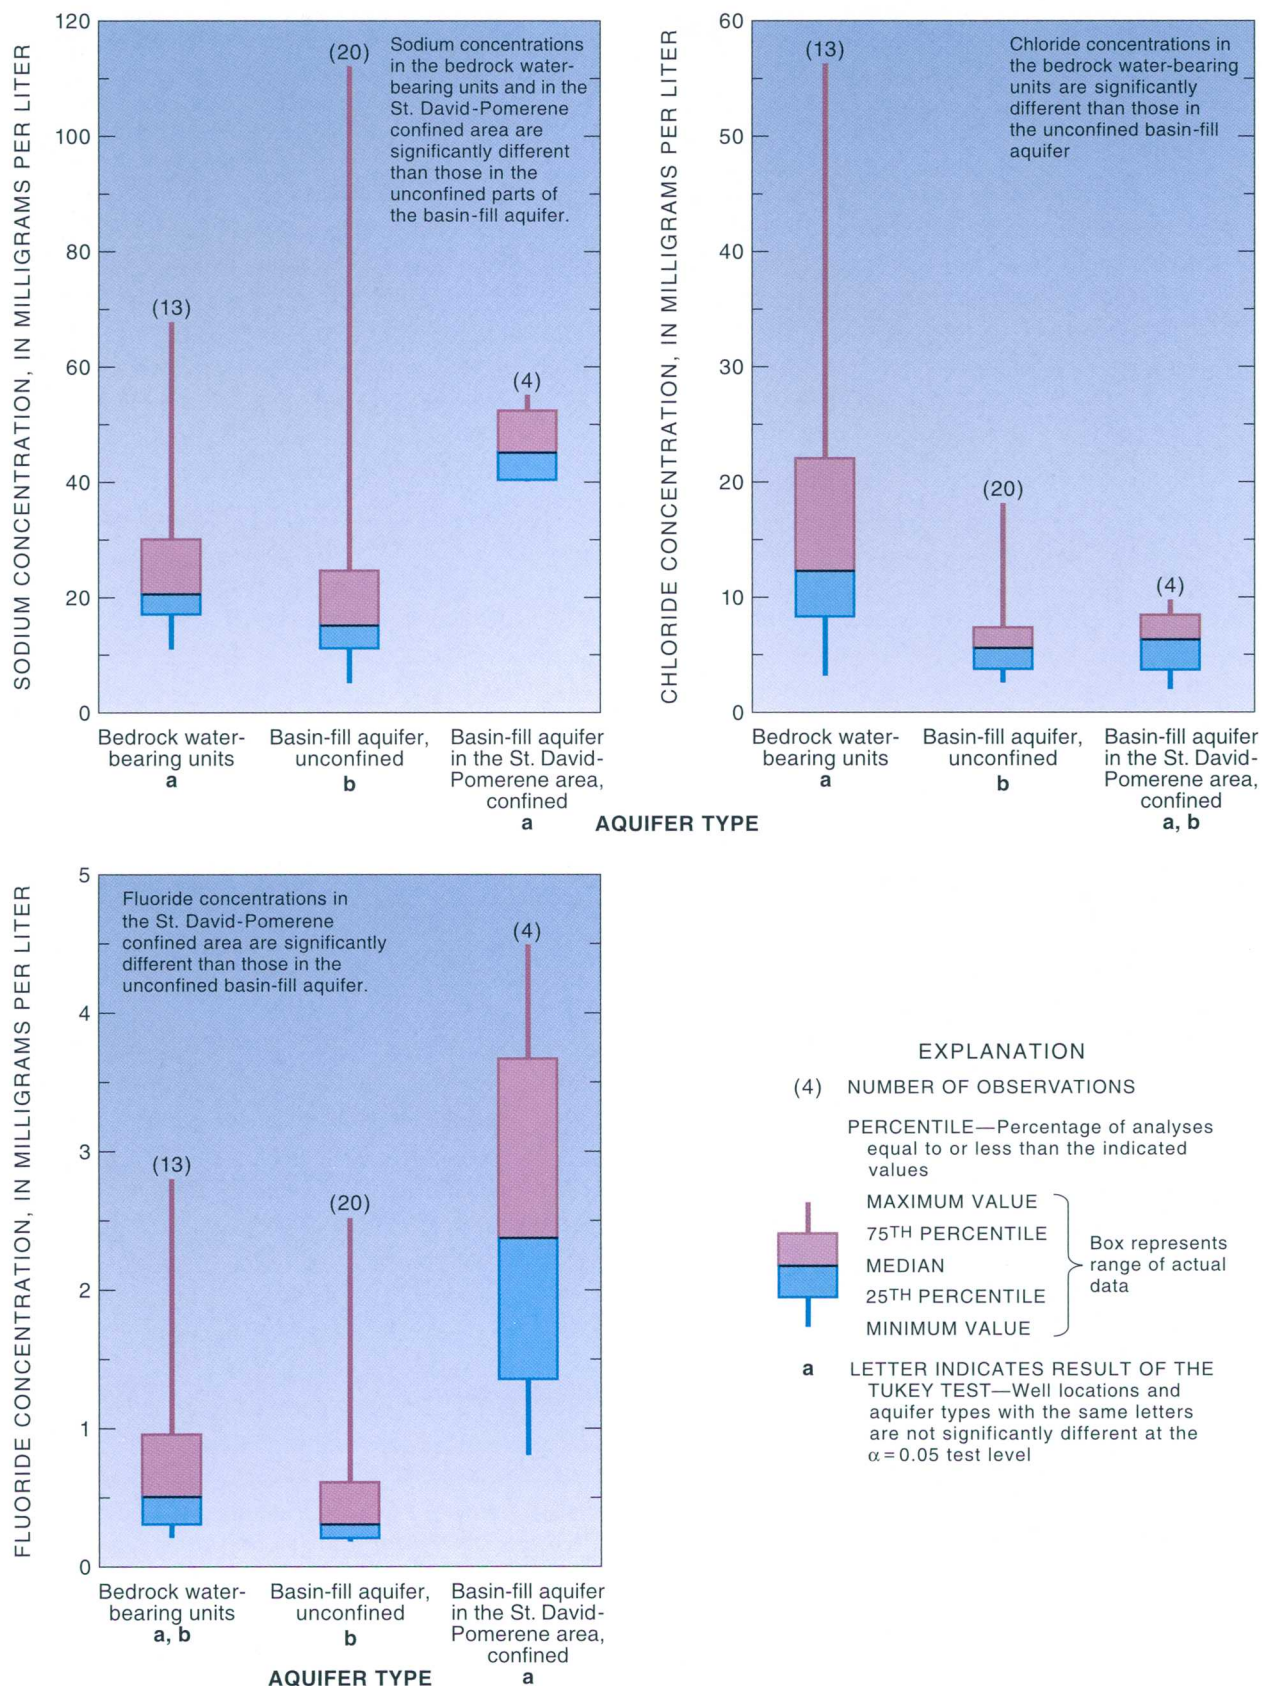 SODIUM CONCENTRATION, IN MILLIGRAMS PER LITER
120
100
80
60
40
20
0
(13)
(20)
(4)
Sodium concentrations
in the bedrock water-
bearing units and in the
St. David-Pomerene
confined area are
significantly different
than those in the
unconfined parts of
the basin-fill aquifer.
Bedrock water-
bearing units
a
Basin-fill aquifer,
unconfined
b
Basin-fill aquifer
in the St. David-
Pomerene area,
confined
a
CHLORIDE CONCENTRATION, IN MILLIGRAMS PER LITER
60
50
40
30
20
10
0
(13)
(20)
(4)
Chloride concentrations in
the bedrock water-bearing
units are significantly
different than those in
the unconfined basin-fill
aquifer
Bedrock water-
bearing units
a
Basin-fill aquifer,
unconfined
b
Basin-fill aquifer
in the St. David-
Pomerene area,
confined
a, b
AQUIFER TYPE
FLUORIDE CONCENTRATION, IN MILLIGRAMS PER LITER
5
4
3
2
1
0
Fluoride concentrations in
the St. David-Pomerene
confined area are significantly
different than those in the
unconfined basin-fill aquifer.
(13)
(20)
(4)
Bedrock water-
bearing units
a, b
Basin-fill aquifer,
unconfined
b
Basin-fill aquifer
in the St. David-
Pomerene area,
confined
a
AQUIFER TYPE
EXPLANATION
(4) NUMBER OF OBSERVATIONS
PERCENTILE—Percentage of analyses
equal to or less than the indicated
values
MAXIMUM VALUE
75TH PERCENTILE
MEDIAN
25TH PERCENTILE
MINIMUM VALUE
Box represents
range of actual
data
a LETTER INDICATES RESULT OF THE
TUKEY TEST—Well locations and
aquifer types with the same letters
are not significantly different at the
α=0.05 test level